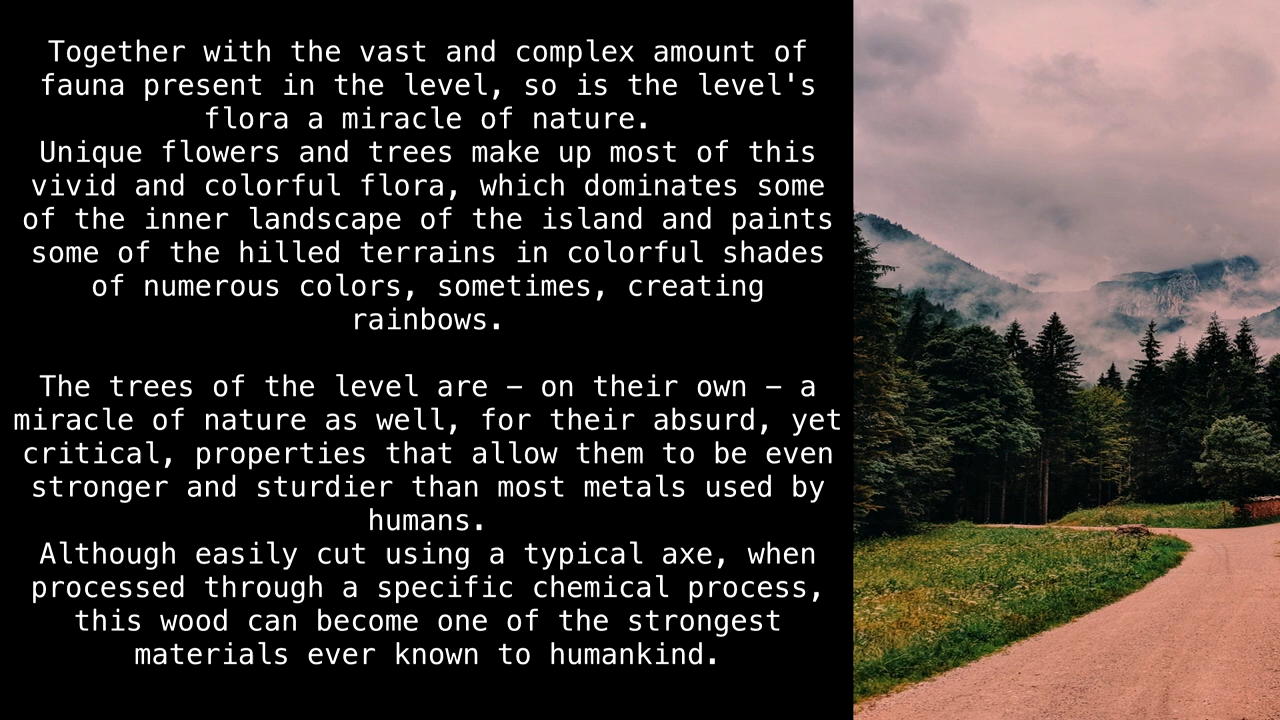 Together with the vast and complex amount of
fauna present in the level, so is the level's
flora a miracle of nature.
Unique flowers and trees make up most of this
vivid and colorful flora, which dominates some
of the inner landscape of the island and paints
some of the hilled terrains in colorful shades
of numerous colors, sometimes, creating
rainbows.
The trees of the level are – on their own – a
miracle of nature as well, for their absurd, yet
critical, properties that allow them to be even
stronger and sturdier than most metals used by
humans.
Although easily cut using a typical axe, when
processed through a specific chemical process,
this wood can become one of the strongest
materials ever known to humankind.